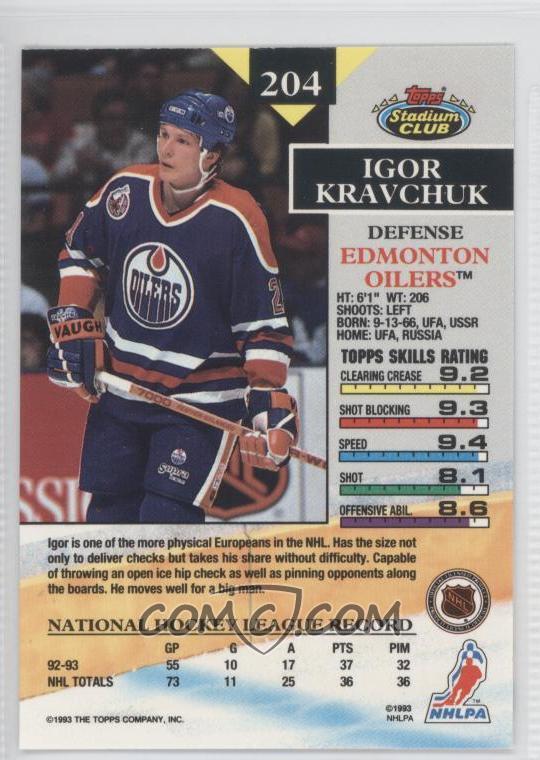 204
Topps
Stadium
CLUB
IGOR
KRAVCHUK
DEFENSE
EDMONTON
OILERS™
HT: 6'1" WT: 206
SHOOTS: LEFT
BORN: 9-13-66, UFA, USSR
HOME: UFA, RUSSIA
TOPPS SKILLS RATING
CLEARING CREASE 9.2
SHOT BLOCKING 9.3
SPEED 9.4
SHOT 8.1
OFFENSIVE ABIL. 8.6
OILERS
2
VAUGH
7000
Supra
Igor is one of the more physical Europeans in the NHL. Has the size not
only to deliver checks but takes his share without difficulty. Capable
of throwing an open ice hip check as well as pinning opponents along
the boards. He moves well for a big man.
COMC.COM
NATIONAL HOCKEY LEAGUE RECORD
GP G A PTS PIM
92-93 55 10 17 37 32
NHL TOTALS 73 11 25 36 36
NHL
NHLPA
™
©1993 THE TOPPS COMPANY, INC.
©1993
NHLPA